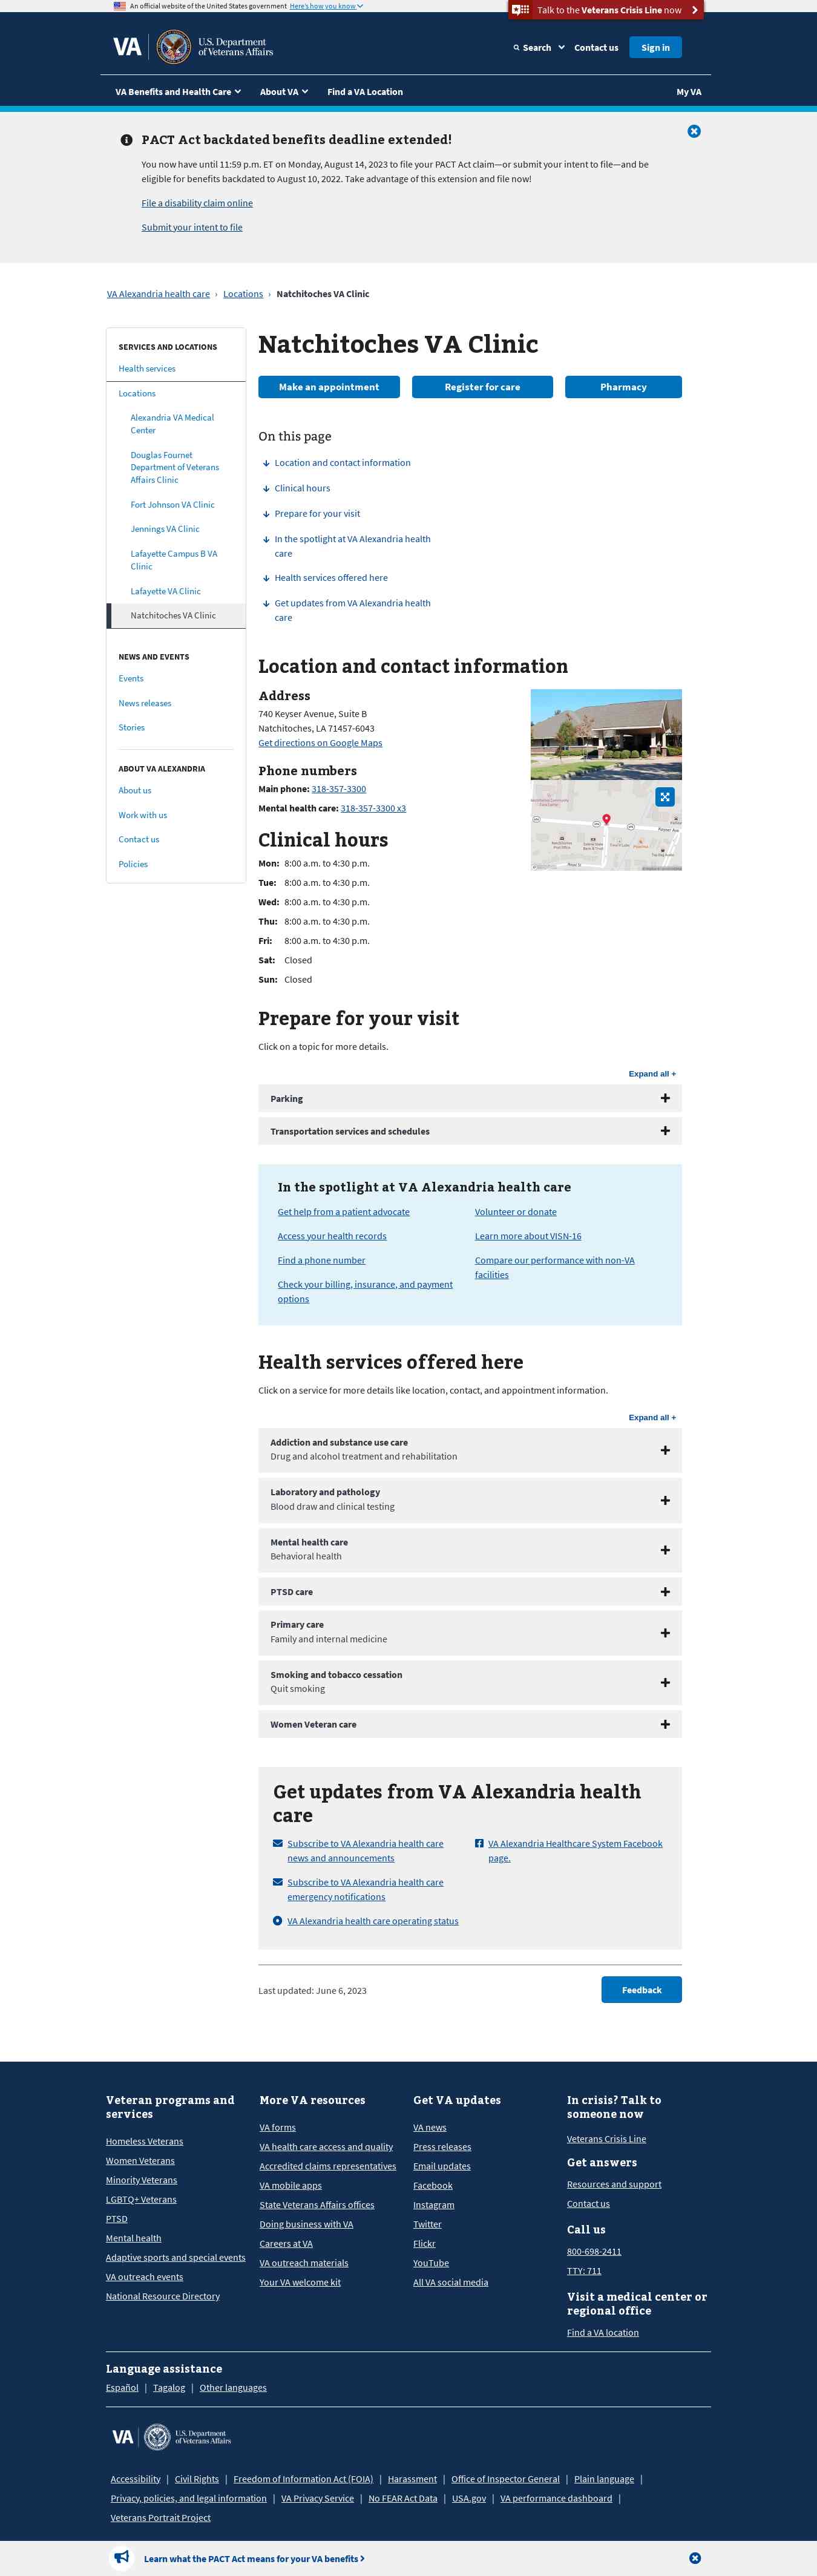 An official website of the United States government Here's how you know
Talk to the Veterans Crisis Line now
VA
U.S. Department
of Veterans Affairs
Search
Contact us
Sign in
VA Benefits and Health Care
About VA
Find a VA Location
My VA
PACT Act backdated benefits deadline extended!
You now have until 11:59 p.m. ET on Monday, August 14, 2023 to file your PACT Act claim—or submit your intent to file—and be
eligible for benefits backdated to August 10, 2022. Take advantage of this extension and file now!
File a disability claim online
Submit your intent to file
VA Alexandria health care › Locations › Natchitoches VA Clinic
SERVICES AND LOCATIONS
Health services
Locations
Alexandria VA Medical
Center
Douglas Fournet
Department of Veterans
Affairs Clinic
Fort Johnson VA Clinic
Jennings VA Clinic
Lafayette Campus B VA
Clinic
Lafayette VA Clinic
Natchitoches VA Clinic
NEWS AND EVENTS
Events
News releases
Stories
ABOUT VA ALEXANDRIA
About us
Work with us
Contact us
Policies
Natchitoches VA Clinic
Make an appointment
Register for care
Pharmacy
On this page
Location and contact information
Clinical hours
Prepare for your visit
In the spotlight at VA Alexandria health
care
Health services offered here
Get updates from VA Alexandria health
care
Location and contact information
Address
740 Keyser Avenue, Suite B
Natchitoches, LA 71457-6043
Get directions on Google Maps
Phone numbers
Main phone: 318-357-3300
Mental health care: 318-357-3300 x3
Clinical hours
Mon: 8:00 a.m. to 4:30 p.m.
Tue: 8:00 a.m. to 4:30 p.m.
Wed: 8:00 a.m. to 4:30 p.m.
Thu: 8:00 a.m. to 4:30 p.m.
Fri: 8:00 a.m. to 4:30 p.m.
Sat: Closed
Sun: Closed
Prepare for your visit
Click on a topic for more details.
Expand all +
Parking
Transportation services and schedules
In the spotlight at VA Alexandria health care
Get help from a patient advocate
Access your health records
Find a phone number
Check your billing, insurance, and payment
options
Volunteer or donate
Learn more about VISN-16
Compare our performance with non-VA
facilities
Health services offered here
Click on a service for more details like location, contact, and appointment information.
Expand all +
Addiction and substance use care
Drug and alcohol treatment and rehabilitation
Laboratory and pathology
Blood draw and clinical testing
Mental health care
Behavioral health
PTSD care
Primary care
Family and internal medicine
Smoking and tobacco cessation
Quit smoking
Women Veteran care
Get updates from VA Alexandria health
care
Subscribe to VA Alexandria health care
news and announcements
Subscribe to VA Alexandria health care
emergency notifications
VA Alexandria health care operating status
VA Alexandria Healthcare System Facebook
page.
Last updated: June 6, 2023
Feedback
Veteran programs and
services
Homeless Veterans
Women Veterans
Minority Veterans
LGBTQ+ Veterans
PTSD
Mental health
Adaptive sports and special events
VA outreach events
National Resource Directory
More VA resources
VA forms
VA health care access and quality
Accredited claims representatives
VA mobile apps
State Veterans Affairs offices
Doing business with VA
Careers at VA
VA outreach materials
Your VA welcome kit
Get VA updates
VA news
Press releases
Email updates
Facebook
Instagram
Twitter
Flickr
YouTube
All VA social media
In crisis? Talk to
someone now
Veterans Crisis Line
Get answers
Resources and support
Contact us
Call us
800-698-2411
TTY: 711
Visit a medical center or
regional office
Find a VA location
Language assistance
Español | Tagalog | Other languages
VA
U.S. Department
of Veterans Affairs
Accessibility | Civil Rights | Freedom of Information Act (FOIA) | Harassment | Office of Inspector General | Plain language |
Privacy, policies, and legal information | VA Privacy Service | No FEAR Act Data | USA.gov | VA performance dashboard |
Veterans Portrait Project
Learn what the PACT Act means for your VA benefits